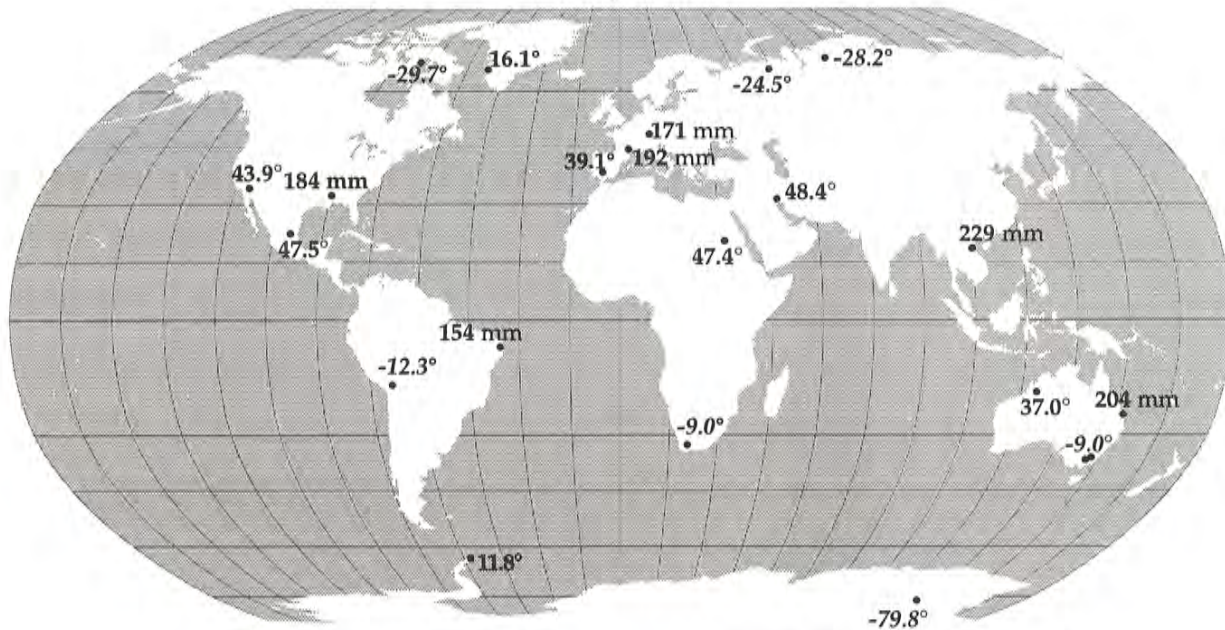 16.1°
-29.7°
-28.2°
-24.5°
171 mm
39.1°
192 mm
43.9°
184 mm
48.4°
47.5°
47.4°
229 mm
154 mm
-12.3°
37.0°
204 mm
-9.0°
-9.0°
11.8°
-79.8°